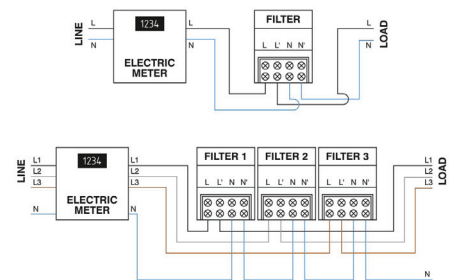 LINE
L
N
1234
ELECTRIC
METER
L
N
FILTER
L L' N N'
L
N
LOAD
LINE
L1
L2
L3
N
1234
ELECTRIC
METER
L1
L2
L3
N
FILTER 1
L L' N N'
FILTER 2
L L' N N'
FILTER 3
L L' N N'
L1
L2
L3
N
LOAD